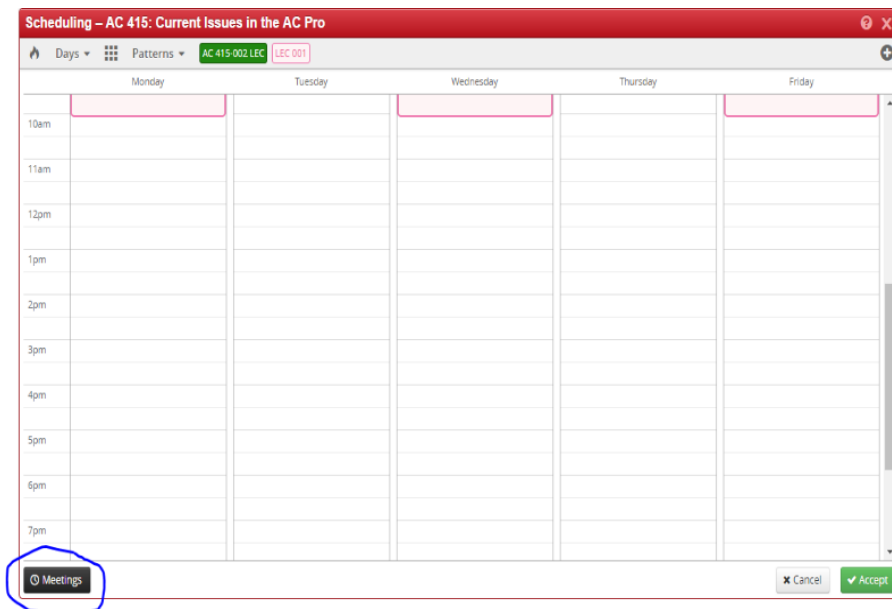 Scheduling – AC 415: Current Issues in the AC Pro
Days Patterns AC 415-002 LEC LEC 001
Monday Tuesday Wednesday Thursday Friday
10am
11am
12pm
1pm
2pm
3pm
4pm
5pm
6pm
7pm
Meetings Cancel Accept